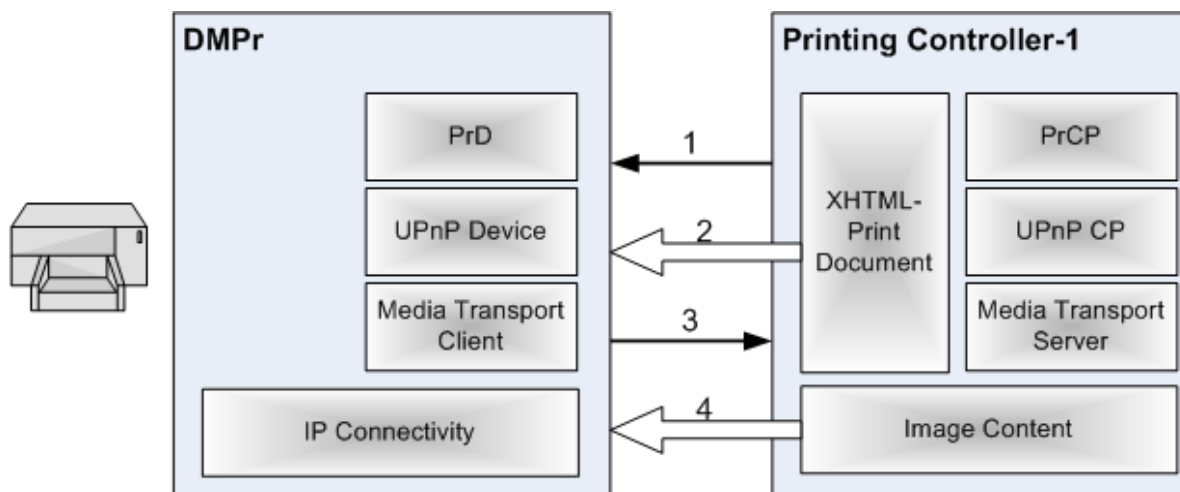 DMPr
PrD
UPnP Device
Media Transport
Client
IP Connectivity
1
2
3
4
Printing Controller-1
XHTML-
Print
Document
PrCP
UPnP CP
Media Transport
Server
Image Content